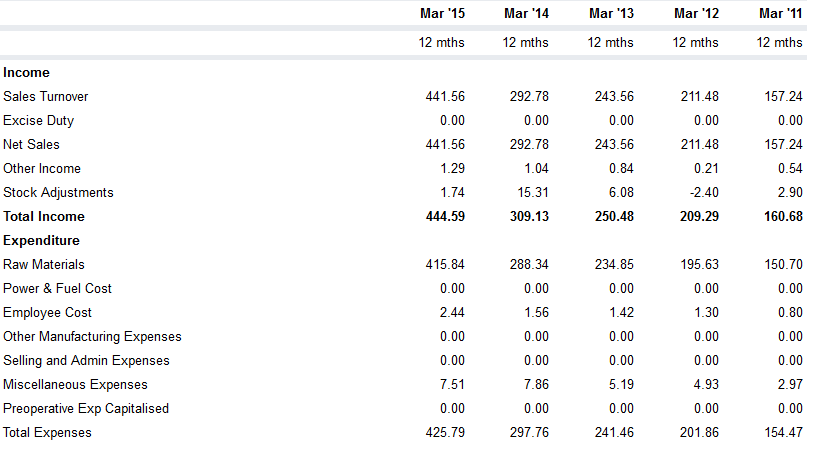 Mar '15 Mar '14 Mar '13 Mar '12 Mar '11
12 mths 12 mths 12 mths 12 mths 12 mths
Income
Sales Turnover 441.56 292.78 243.56 211.48 157.24
Excise Duty 0.00 0.00 0.00 0.00 0.00
Net Sales 441.56 292.78 243.56 211.48 157.24
Other Income 1.29 1.04 0.84 0.21 0.54
Stock Adjustments 1.74 15.31 6.08 -2.40 2.90
Total Income 444.59 309.13 250.48 209.29 160.68
Expenditure
Raw Materials 415.84 288.34 234.85 195.63 150.70
Power & Fuel Cost 0.00 0.00 0.00 0.00 0.00
Employee Cost 2.44 1.56 1.42 1.30 0.80
Other Manufacturing Expenses 0.00 0.00 0.00 0.00 0.00
Selling and Admin Expenses 0.00 0.00 0.00 0.00 0.00
Miscellaneous Expenses 7.51 7.86 5.19 4.93 2.97
Preoperative Exp Capitalised 0.00 0.00 0.00 0.00 0.00
Total Expenses 425.79 297.76 241.46 201.86 154.47